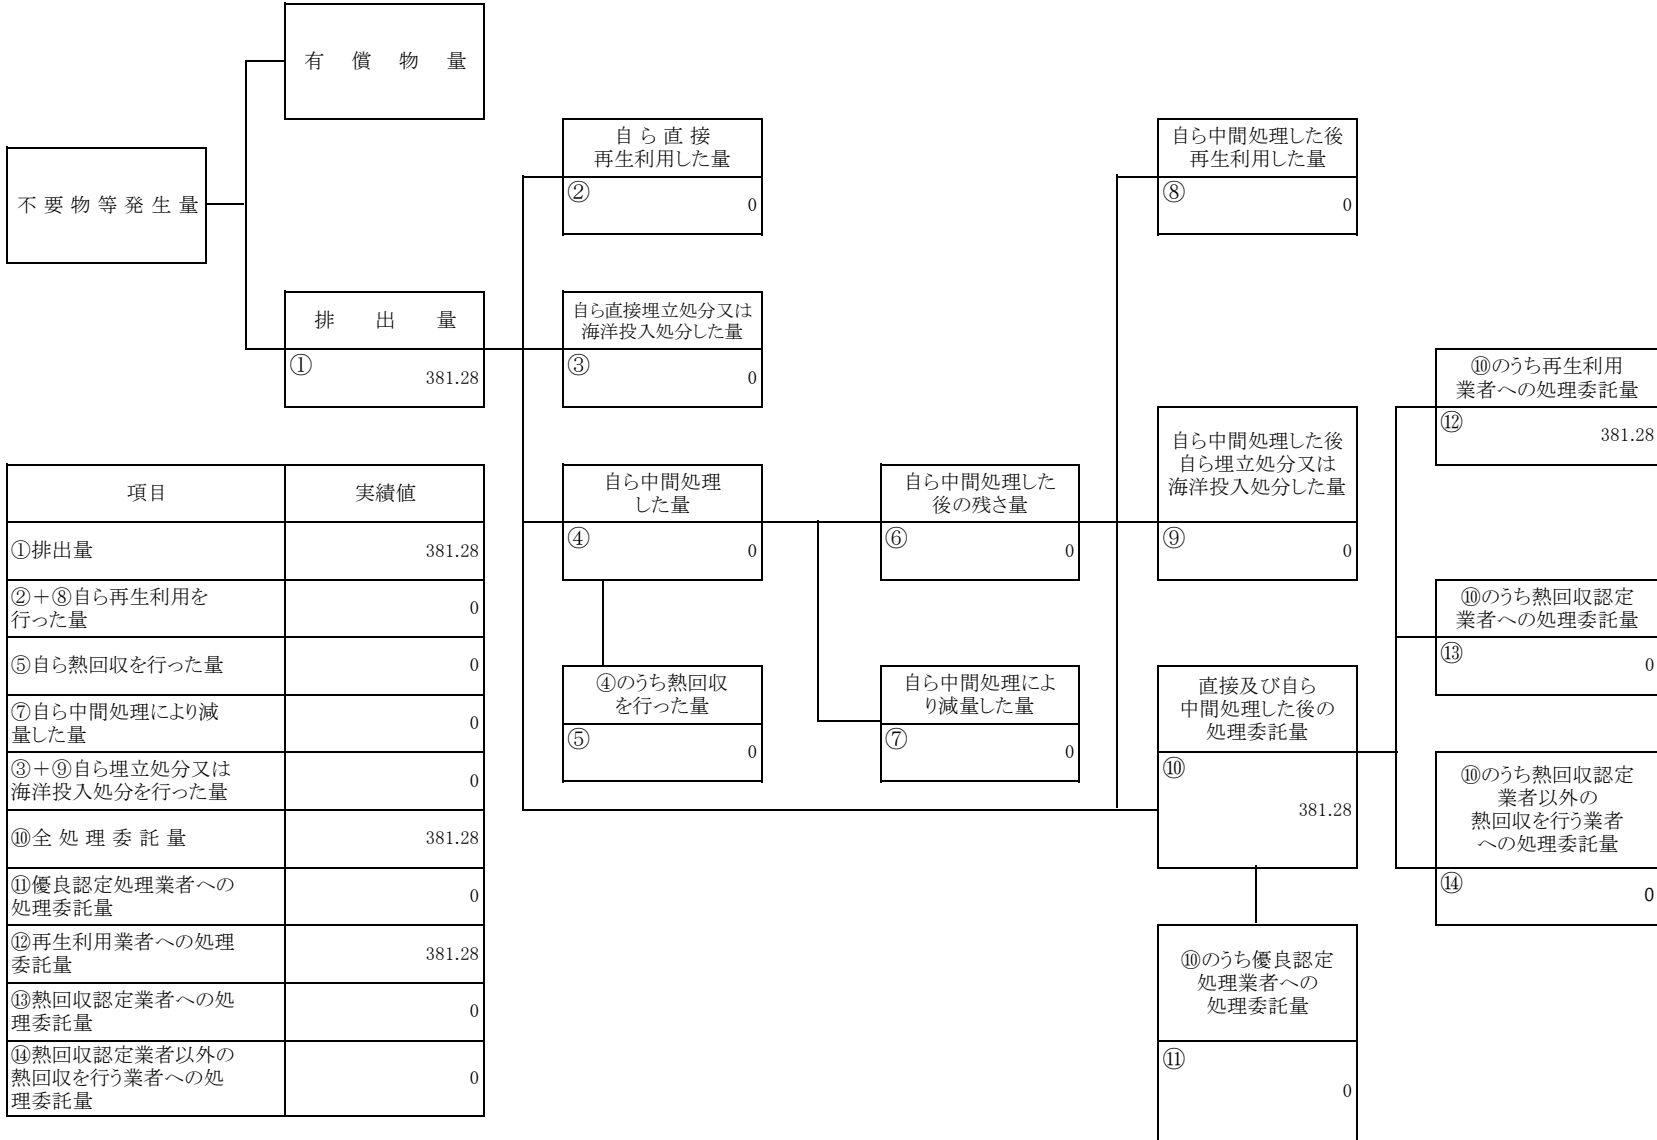 有 償 物 量
不 要 物 等 発 生 量
排 出 量
①
381.28
自 ら 直 接
再生利用した量
②
0
自ら直接埋立処分又は
海洋投入処分した量
③
0
自ら中間処理
した量
④
0
④のうち熱回収
を行った量
⑤
0
自ら中間処理した
後の残さ量
⑥
0
自ら中間処理によ
り減量した量
⑦
0
自ら中間処理した後
再生利用した量
⑧
0
自ら中間処理した後
自ら埋立処分又は
海洋投入処分した量
⑨
0
直接及び自ら
中間処理した後の
処理委託量
⑩
381.28
⑩のうち優良認定
処理業者への
処理委託量
⑪
0
⑩のうち再生利用
業者への処理委託量
⑫
381.28
⑩のうち熱回収認定
業者への処理委託量
⑬
0
⑩のうち熱回収認定
業者以外の
熱回収を行う業者
への処理委託量
⑭
0
項目 実績値
①排出量 381.28
②＋⑧自ら再生利用を
行った量
0
⑤自ら熱回収を行った量 0
⑦自ら中間処理により減
量した量
0
③＋⑨自ら埋立処分又は
海洋投入処分を行った量
0
⑩全 処 理 委 託 量 381.28
⑪優良認定処理業者への
処理委託量
0
⑫再生利用業者への処理
委託量
381.28
⑬熱回収認定業者への処
理委託量
0
⑭熱回収認定業者以外の
熱回収を行う業者への処
理委託量
0